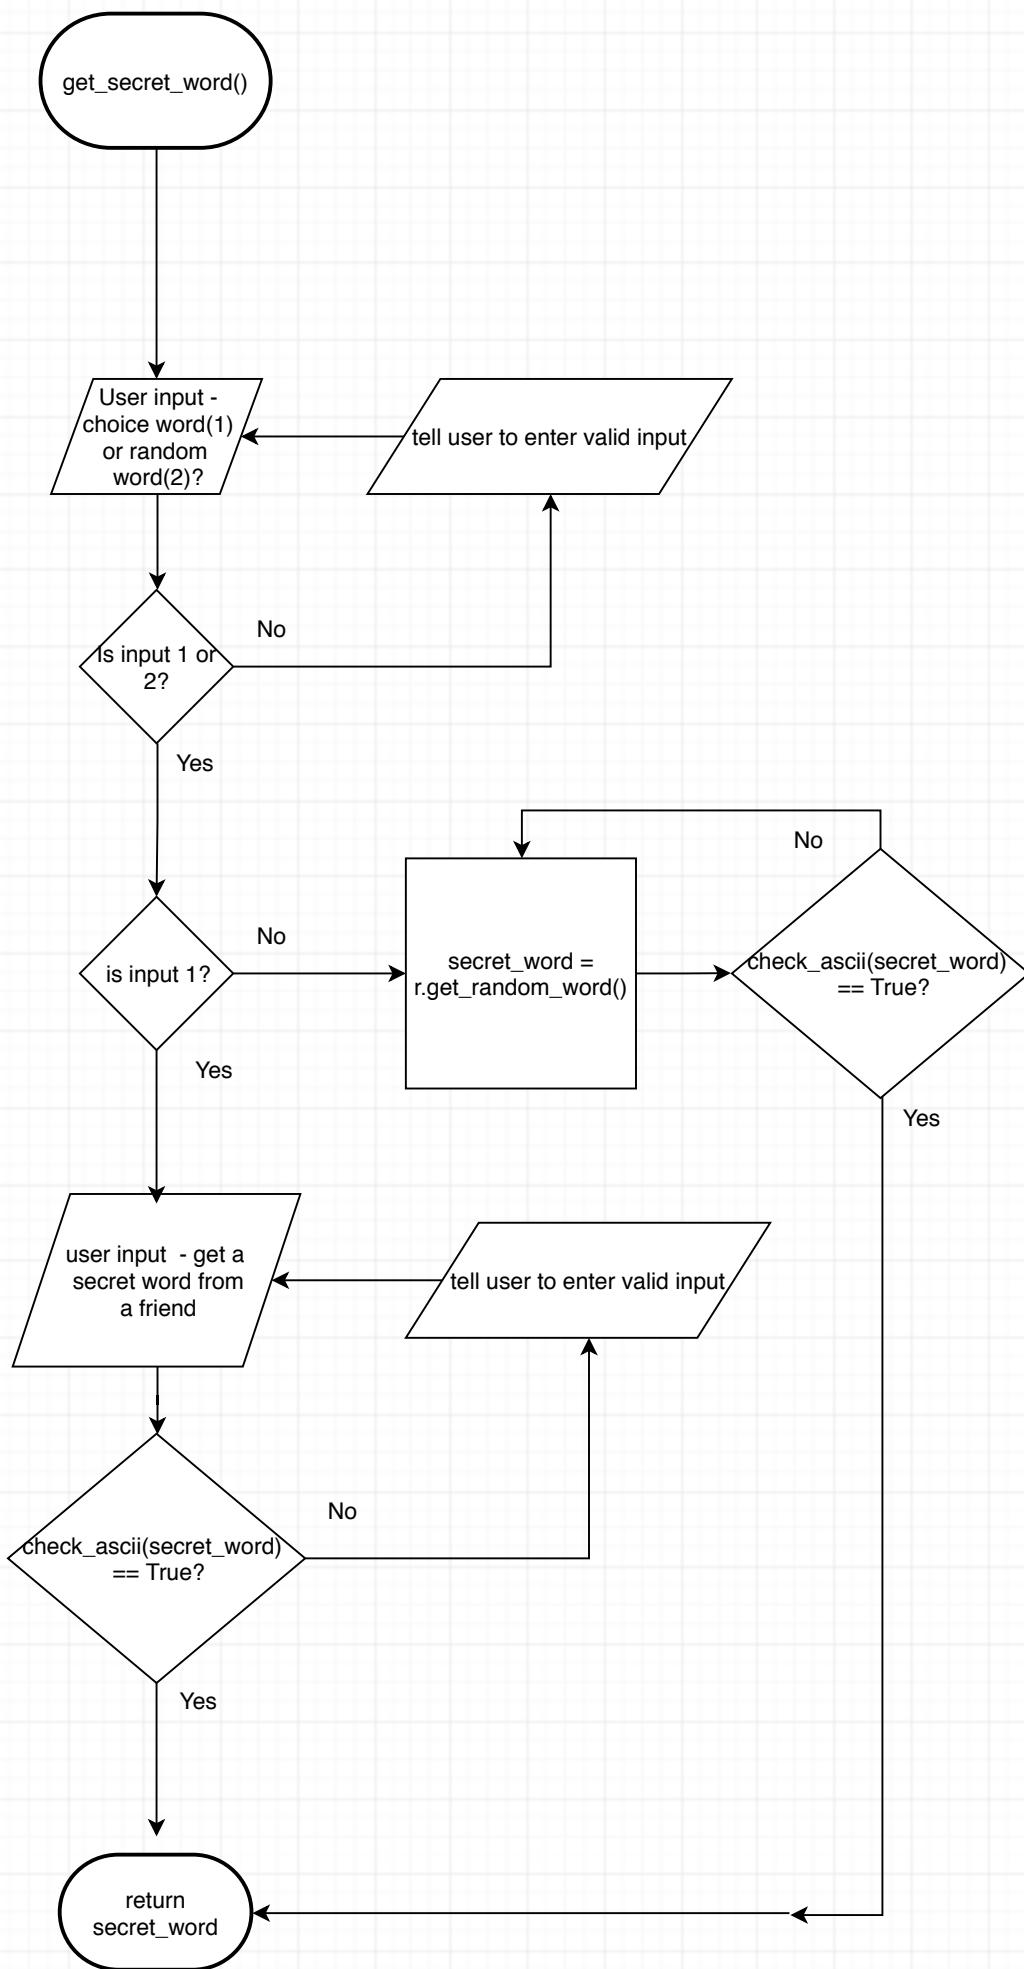 get_secret_word()
User input -
choice word(1)
or random
word(2)?
tell user to enter valid input
No
Is input 1 or
2?
Yes
No
No
is input 1?
secret_word =
r.get_random_word()
check_ascii(secret_word)
== True?
Yes
Yes
user input  - get a
secret word from
a friend
tell user to enter valid input
No
check_ascii(secret_word)
== True?
Yes
return
secret_word